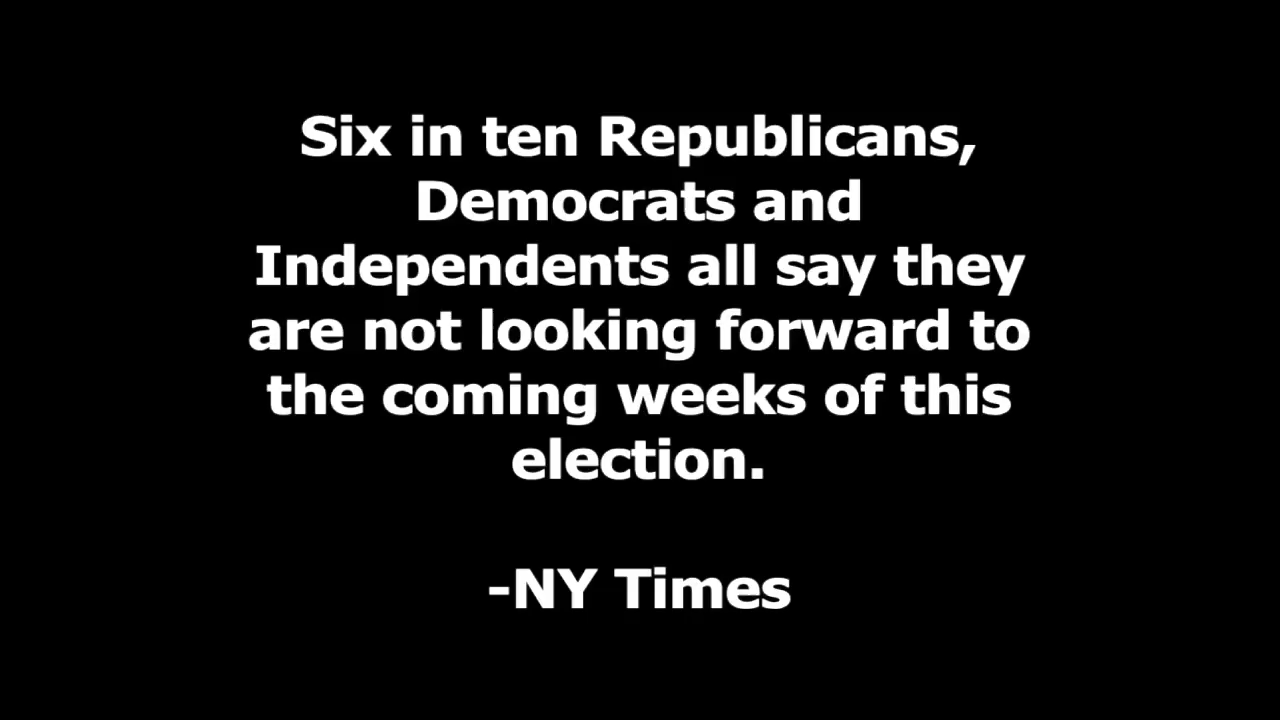 Six in ten Republicans,
Democrats and
Independents all say they
are not looking forward to
the coming weeks of this
election.
-NY Times